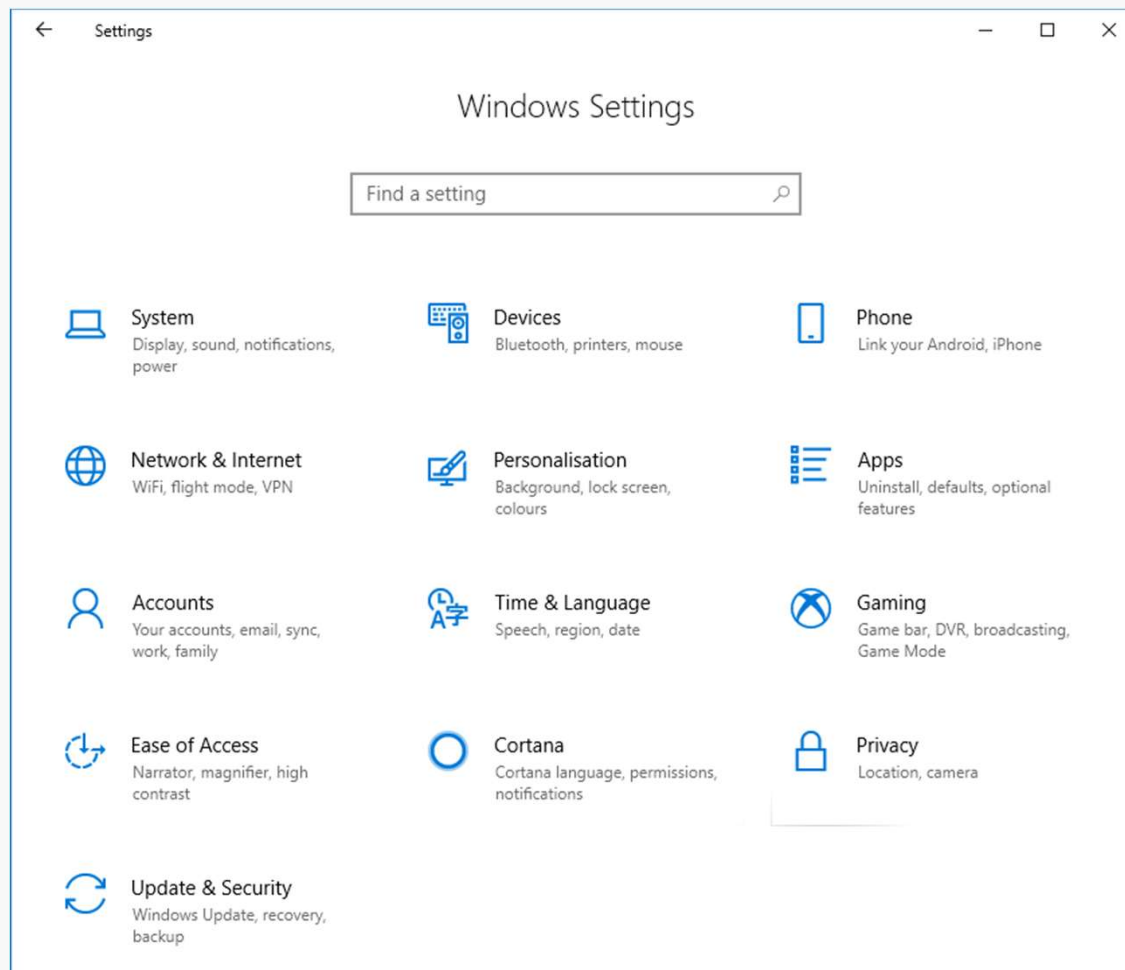 Settings
Windows Settings
Find a setting
System
Display, sound, notifications,
power
Devices
Bluetooth, printers, mouse
Phone
Link your Android, iPhone
Network & Internet
WiFi, flight mode, VPN
Personalisation
Background, lock screen,
colours
Apps
Uninstall, defaults, optional
features
Accounts
Your accounts, email, sync,
work, family
Time & Language
Speech, region, date
Gaming
Game bar, DVR, broadcasting,
Game Mode
Ease of Access
Narrator, magnifier, high
contrast
Cortana
Cortana language, permissions,
notifications
Privacy
Location, camera
Update & Security
Windows Update, recovery,
backup